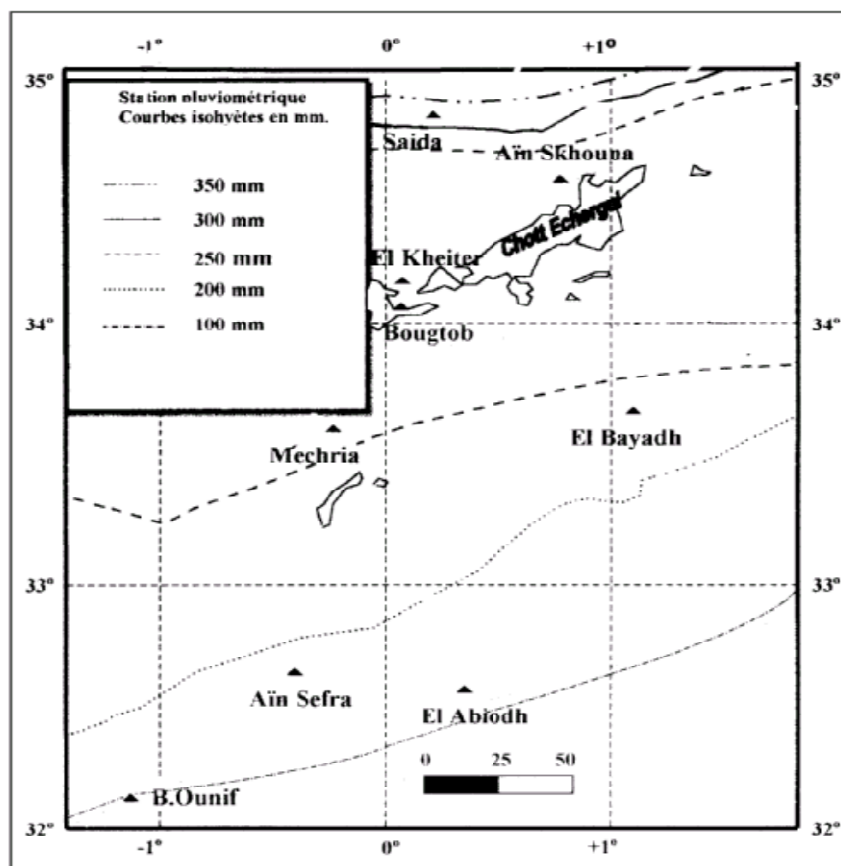 -1° 0° +1°
35° 35°
Station pluviométrique
Courbes isohyètes en mm.
350 mm
300 mm
250 mm
200 mm
100 mm
Saida
Aïn Skhouna
Chott Echergui
El Kheiter
34° 34°
Bougtob
El Bayadh
Mechria
33° 33°
Aïn Sefra
El Abiodh
0 25 50
B.Ounif
32° 32°
-1° 0° +1°